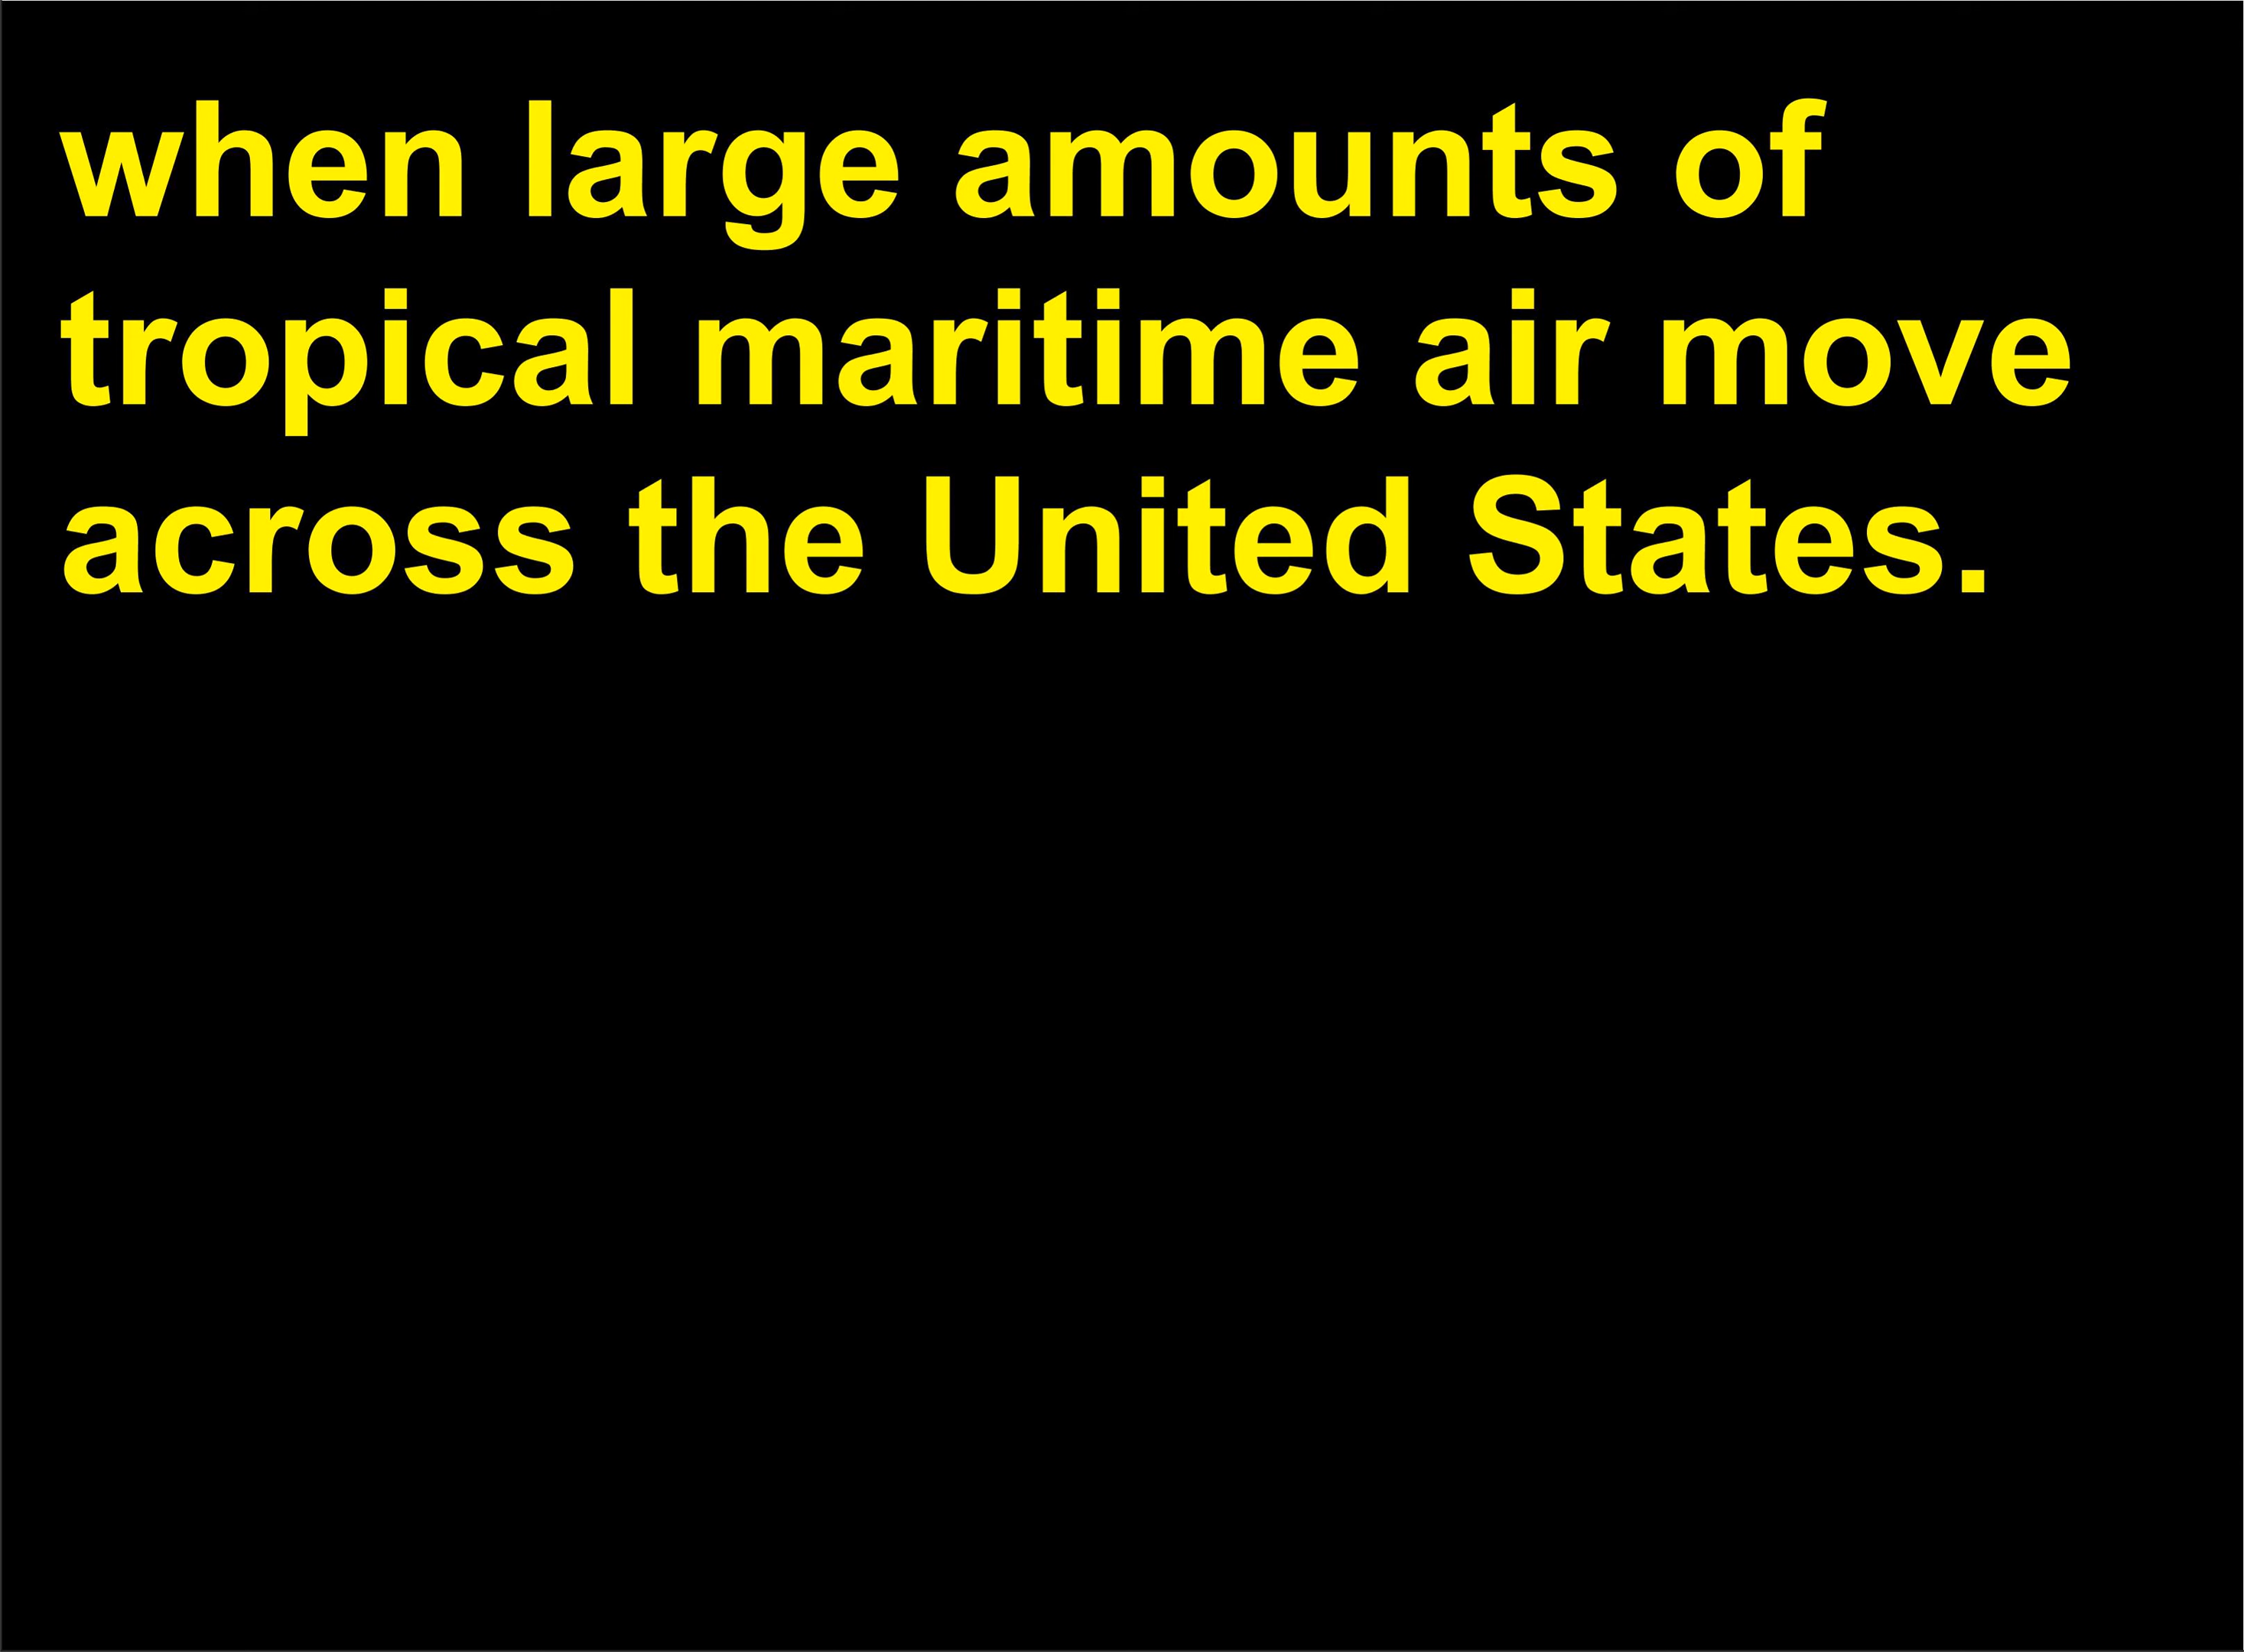 when large amounts of
tropical maritime air move
across the United States.